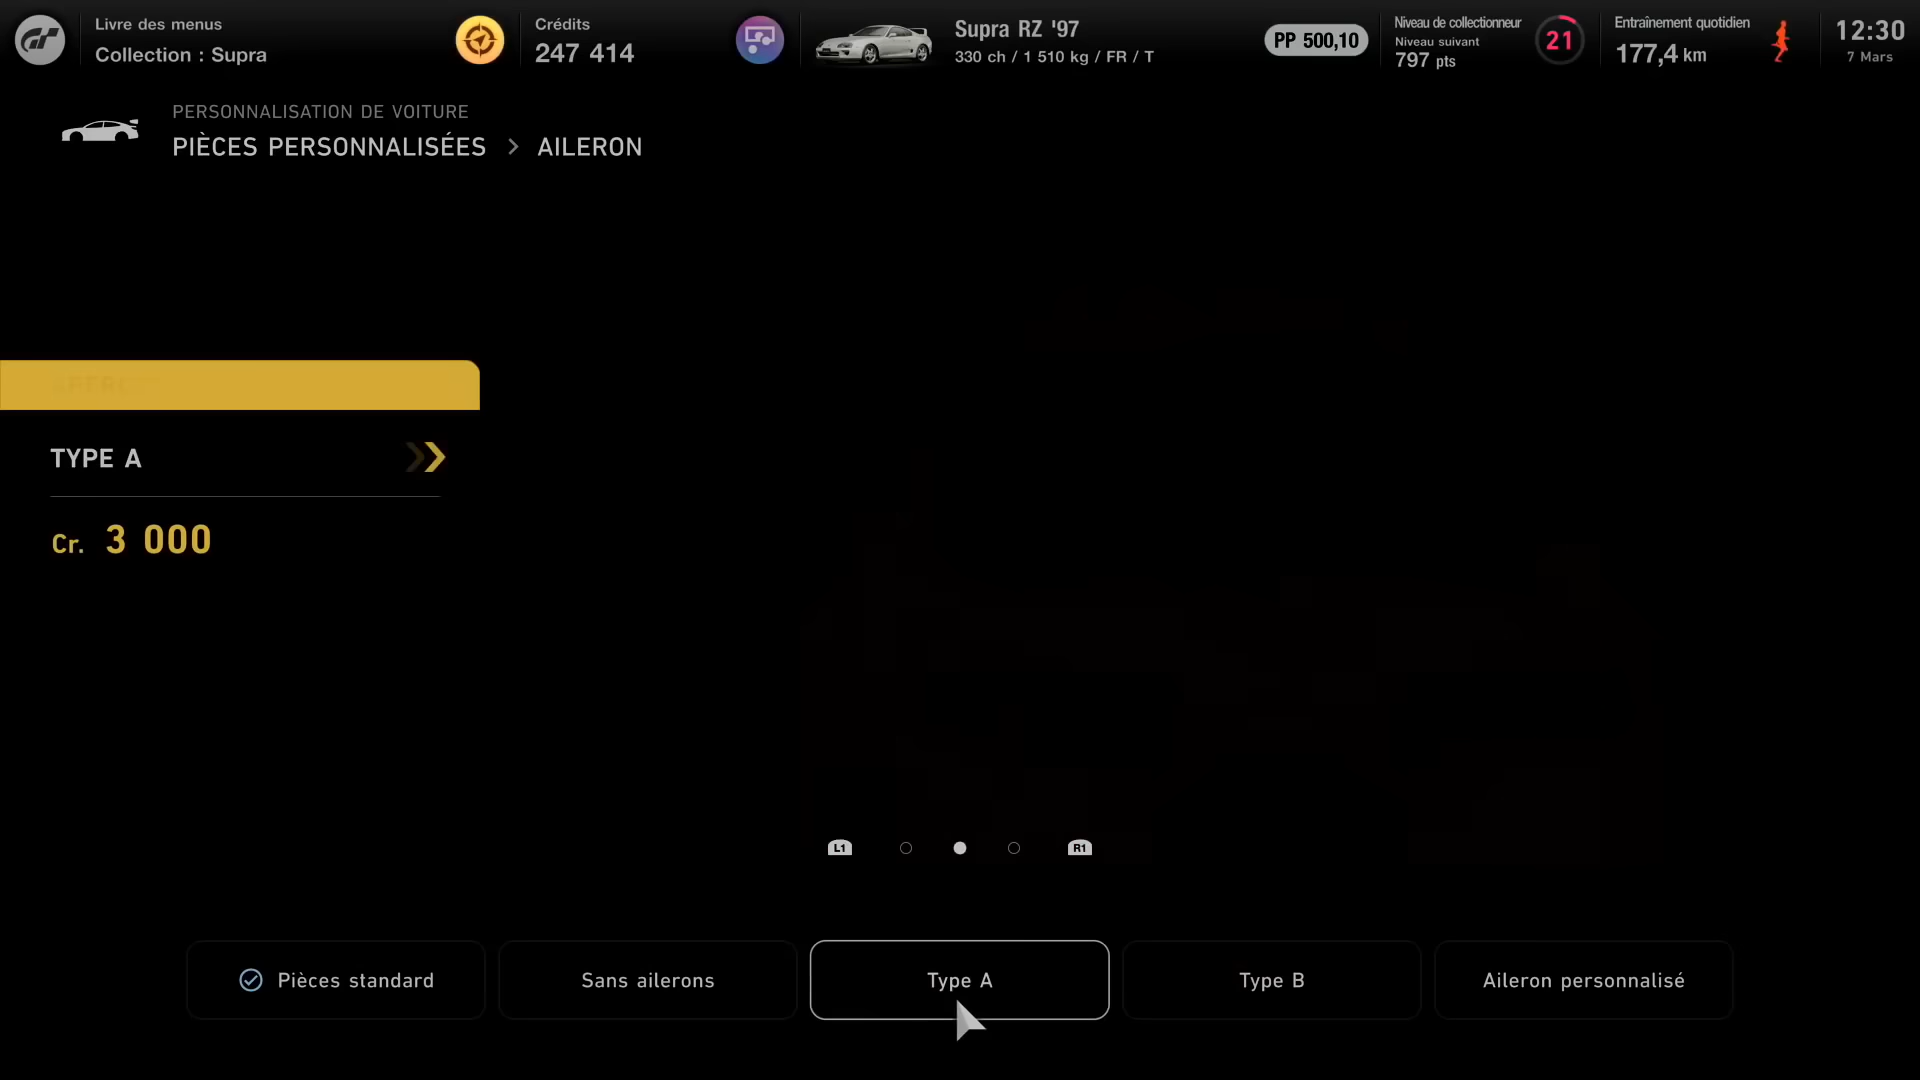 Livre des menus
Collection : Supra
Crédits
247 414
Supra RZ '97
330 ch / 1 510 kg / FR / T
PP 500,10
Niveau de collectionneur
Niveau suivant
797 pts
21
Entraînement quotidien
177,4 km
12:30
7 Mars
PERSONNALISATION DE VOITURE
PIÈCES PERSONNALISÉES > AILERON
TYPE A
Cr. 3 000
L1
R1
Pièces standard
Sans ailerons
Type A
Type B
Aileron personnalisé